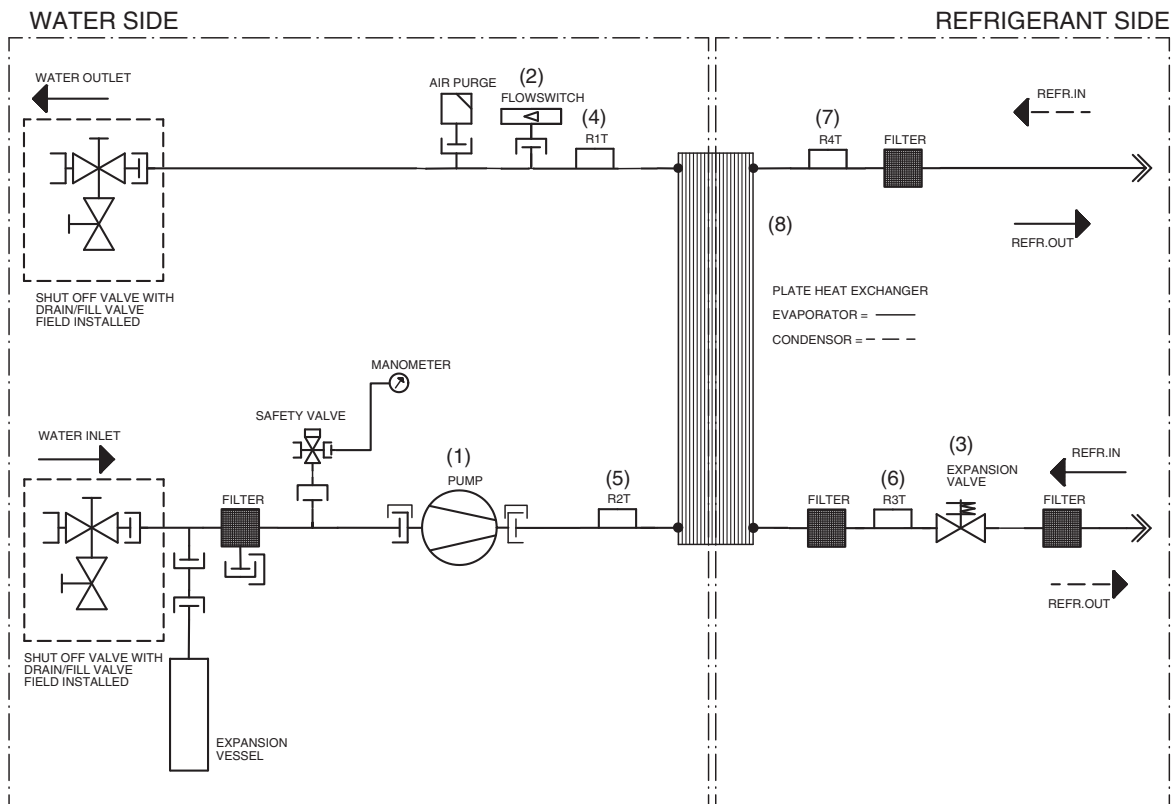 WATER SIDE
REFRIGERANT SIDE
WATER OUTLET
AIR PURGE
(2)
FLOWSWITCH
(4)
R1T
(7)
R4T
FILTER
REFR.IN
REFR.OUT
(8)
SHUT OFF VALVE WITH
DRAIN/FILL VALVE
FIELD INSTALLED
PLATE HEAT EXCHANGER
EVAPORATOR =
CONDENSOR =
MANOMETER
SAFETY VALVE
WATER INLET
FILTER
(1)
PUMP
(5)
R2T
FILTER
(6)
R3T
(3)
EXPANSION
VALVE
REFR.IN
FILTER
REFR.OUT
SHUT OFF VALVE WITH
DRAIN/FILL VALVE
FIELD INSTALLED
EXPANSION
VESSEL